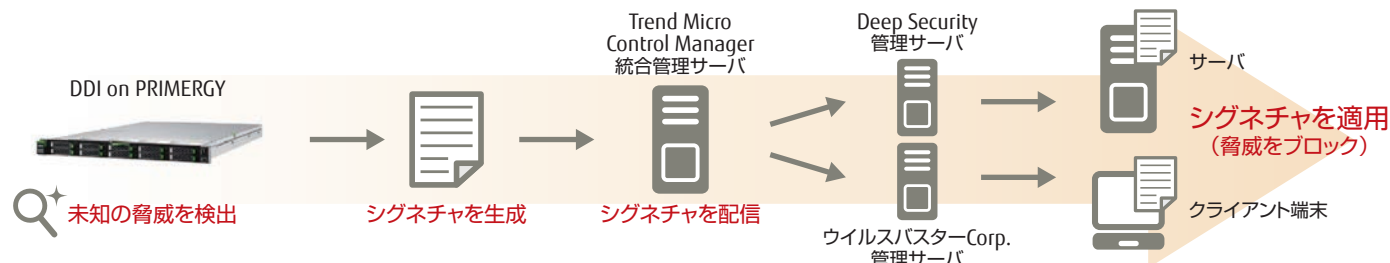 DDI on PRIMERGY
未知の脅威を検出
シグネチャを生成
Trend Micro
Control Manager
統合管理サーバ
シグネチャを配信
Deep Security
管理サーバ
ウイルスバスターCorp.
管理サーバ
サーバ
シグネチャを適用
（脅威をブロック）
クライアント端末